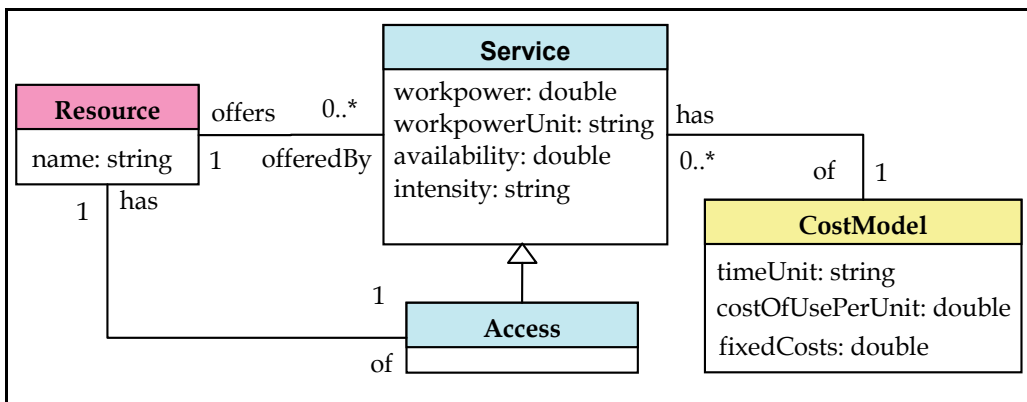 Service
workpower: double
workpowerUnit: string
availability: double
intensity: string
Resource
name: string
offers
0..*
1
offeredBy
has
1
has
0..*
of
1
CostModel
timeUnit: string
costOfUsePerUnit: double
fixedCosts: double
1
of
Access